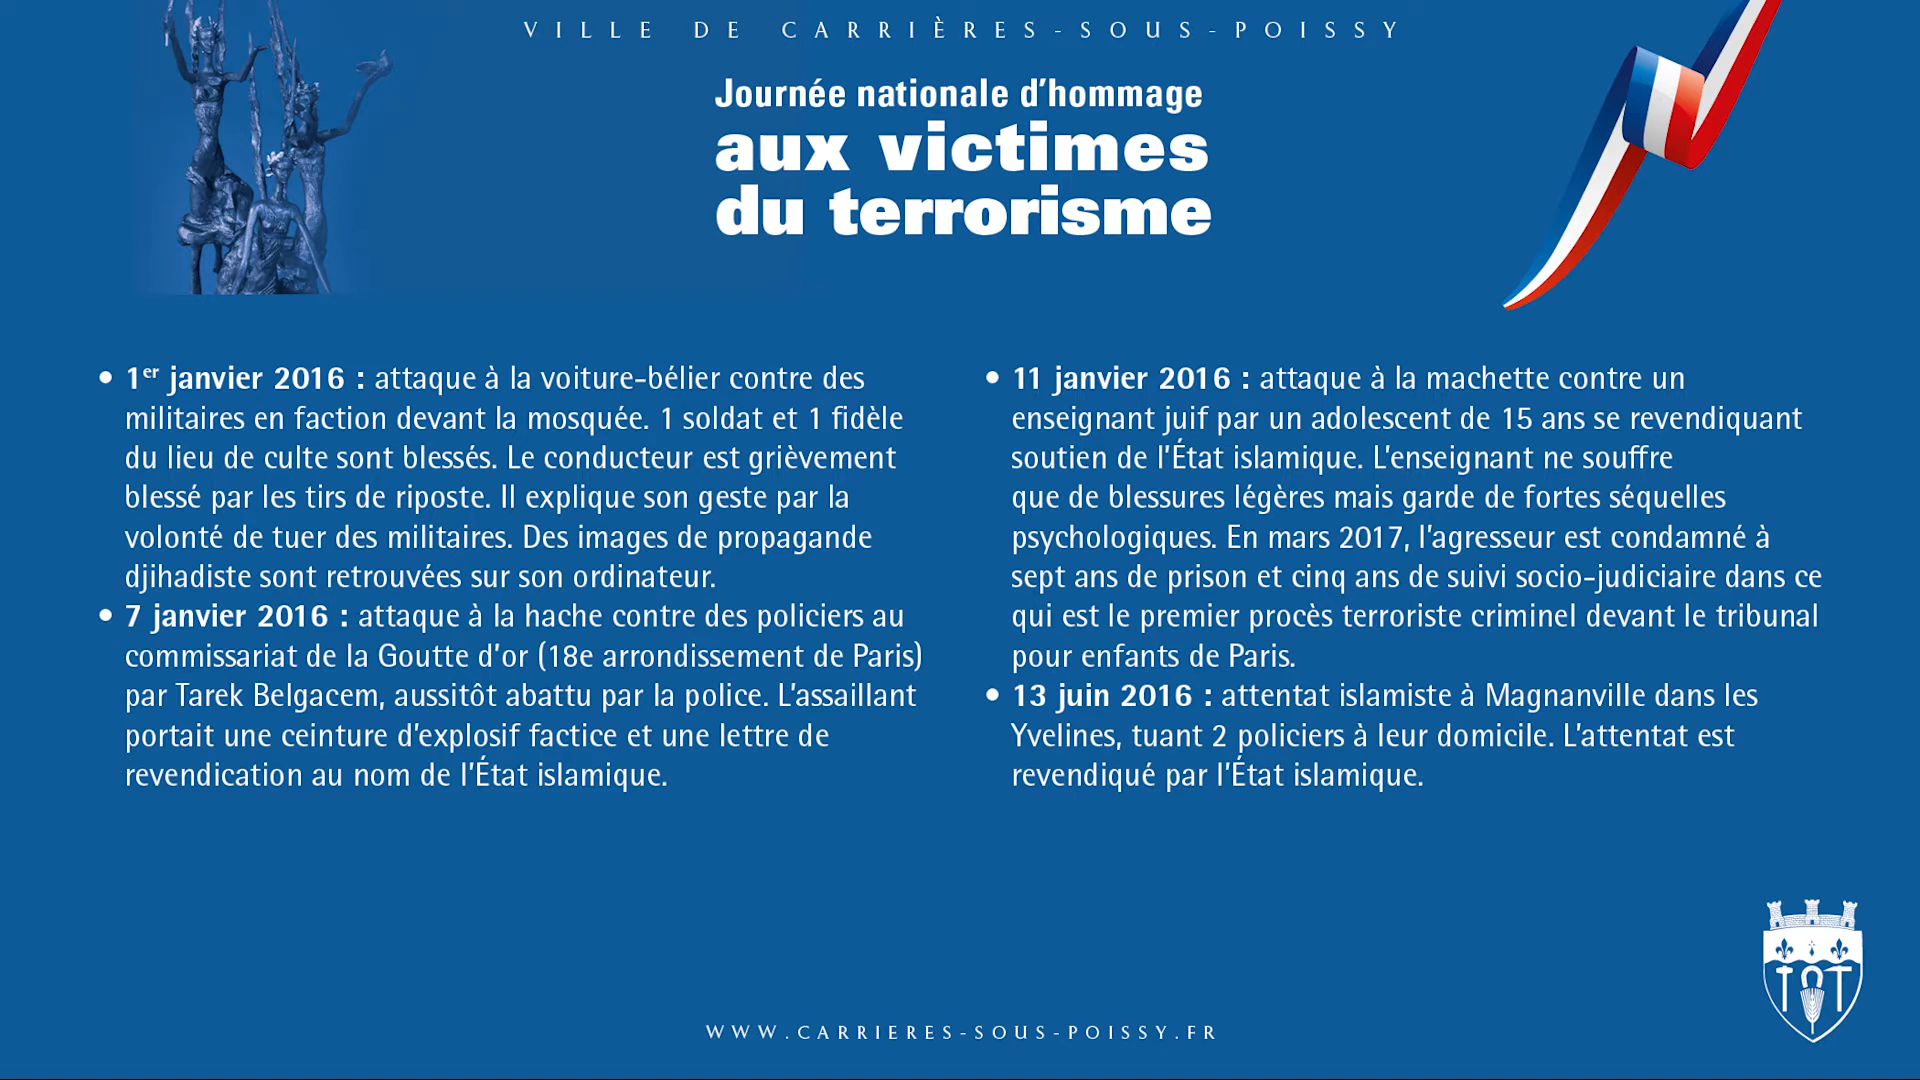 VILLE DE CARRIÈRES-SOUS-POISSY
Journée nationale d'hommage
aux victimes
du terrorisme
• 1er janvier 2016 : attaque à la voiture-bélier contre des
militaires en faction devant la mosquée. 1 soldat et 1 fidèle
du lieu de culte sont blessés. Le conducteur est grièvement
blessé par les tirs de riposte. Il explique son geste par la
volonté de tuer des militaires. Des images de propagande
djihadiste sont retrouvées sur son ordinateur.
• 7 janvier 2016 : attaque à la hache contre des policiers au
commissariat de la Goutte d'or (18e arrondissement de Paris)
par Tarek Belgacem, aussitôt abattu par la police. L'assaillant
portait une ceinture d'explosif factice et une lettre de
revendication au nom de l'État islamique.
• 11 janvier 2016 : attaque à la machette contre un
enseignant juif par un adolescent de 15 ans se revendiquant
soutien de l'État islamique. L'enseignant ne souffre
que de blessures légères mais garde de fortes séquelles
psychologiques. En mars 2017, l'agresseur est condamné à
sept ans de prison et cinq ans de suivi socio-judiciaire dans ce
qui est le premier procès terroriste criminel devant le tribunal
pour enfants de Paris.
• 13 juin 2016 : attentat islamiste à Magnanville dans les
Yvelines, tuant 2 policiers à leur domicile. L'attentat est
revendiqué par l'État islamique.
WWW.CARRIERES-SOUS-POISSY.FR